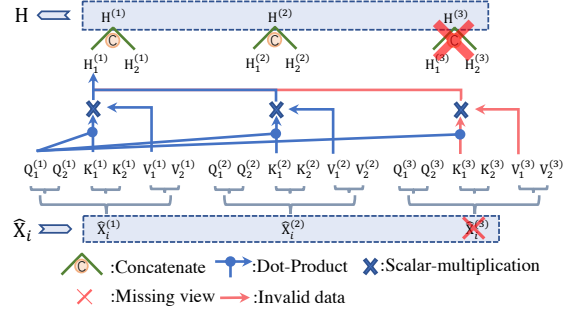 H H^(1) H^(2) H^(3)
C C C
H_1^(1) H_2^(1) H_1^(2) H_2^(2) H_1^(3) H_2^(3)
Q_1^(1) Q_2^(1) K_1^(1) K_2^(1) V_1^(1) V_2^(1) Q_1^(2) Q_2^(2) K_1^(2) K_2^(2) V_1^(2) V_2^(2) Q_1^(3) Q_2^(3) K_1^(3) K_2^(3) V_1^(3) V_2^(3)
X̂_i X̂_i^(1) X̂_i^(2) X̂_i^(3)
C :Concatenate :Dot-Product :Scalar-multiplication
:Missing view :Invalid data